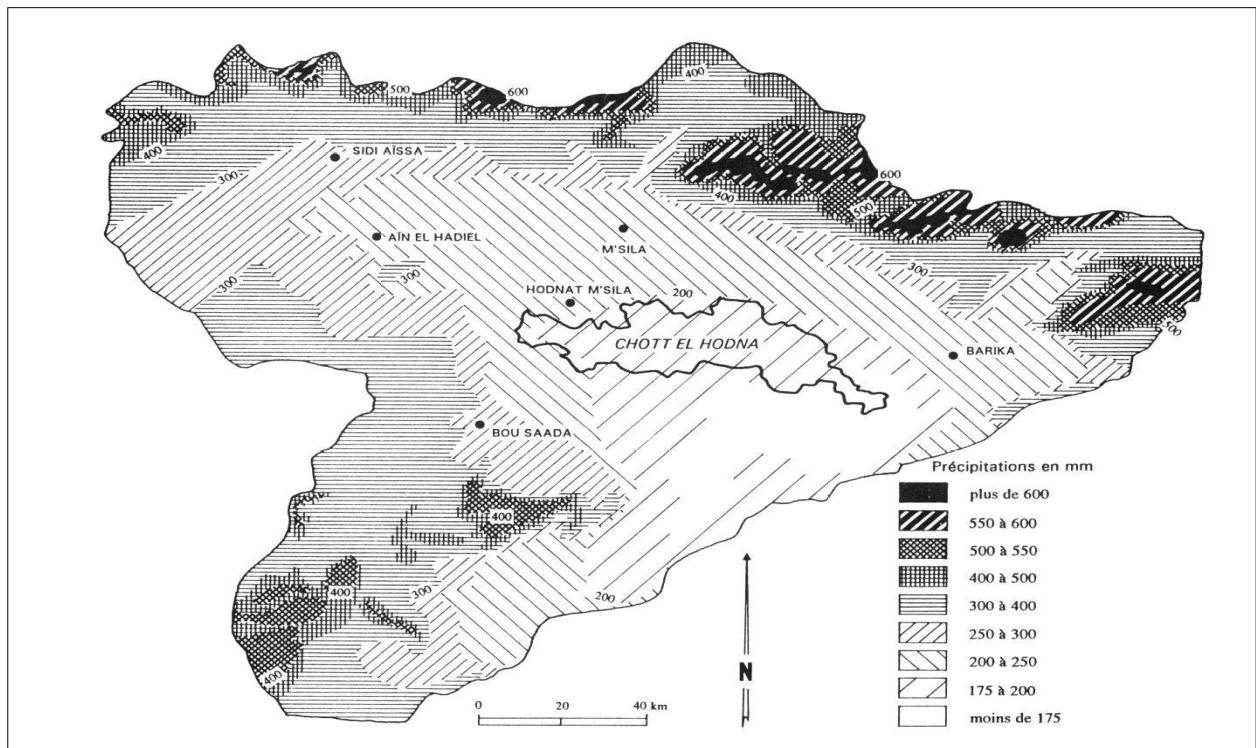 400
500
600
400
SIDI AÏSSA
300
400
600
500
AÏN EL HADIEL
M'SILA
300
300
300
HODNAT M'SILA
200
CHOTT EL HODNA
500
BARIKA
BOU SAADA
400
400
300
200
400
Précipitations en mm
plus de 600
550 à 600
500 à 550
400 à 500
300 à 400
250 à 300
200 à 250
175 à 200
moins de 175
N
0 20 40 km